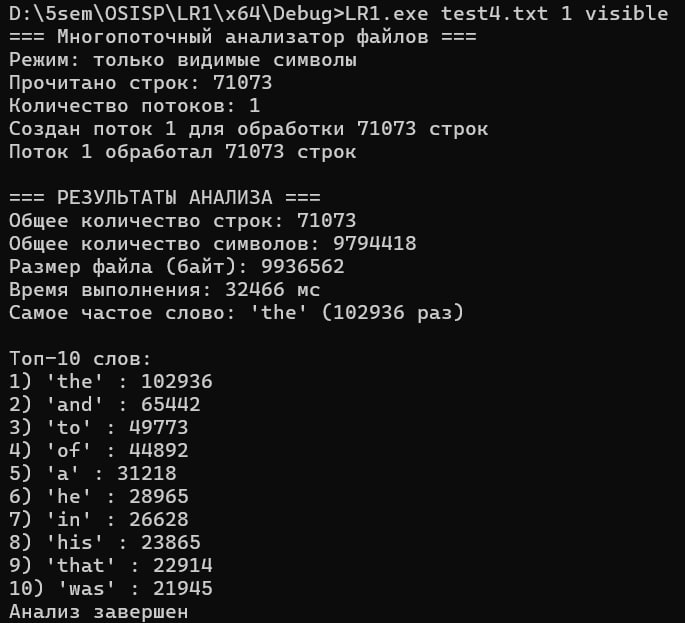 D:\5sem\OSISP\LR1\x64\Debug>LR1.exe test4.txt 1 visible
=== Многопоточный анализатор файлов ===
Режим: только видимые символы
Прочитано строк: 71073
Количество потоков: 1
Создан поток 1 для обработки 71073 строк
Поток 1 обработал 71073 строк

=== РЕЗУЛЬТАТЫ АНАЛИЗА ===
Общее количество строк: 71073
Общее количество символов: 9794418
Размер файла (байт): 9936562
Время выполнения: 32466 мс
Самое частое слово: 'the' (102936 раз)

Топ-10 слов:
1) 'the' : 102936
2) 'and' : 65442
3) 'to' : 49773
4) 'of' : 44892
5) 'a' : 31218
6) 'he' : 28965
7) 'in' : 26628
8) 'his' : 23865
9) 'that' : 22914
10) 'was' : 21945
Анализ завершен